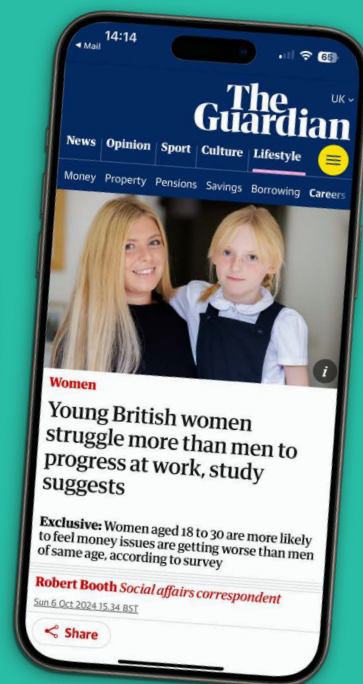 14:14
Mail
65
The
Guardian
UK
News Opinion Sport Culture Lifestyle
Money Property Pensions Savings Borrowing Careers
i
Women
Young British women
struggle more than men to
progress at work, study
suggests
Exclusive: Women aged 18 to 30 are more likely
to feel money issues are getting worse than men
of same age, according to survey
Robert Booth Social affairs correspondent
Sun 6 Oct 2024 15.34 BST
Share